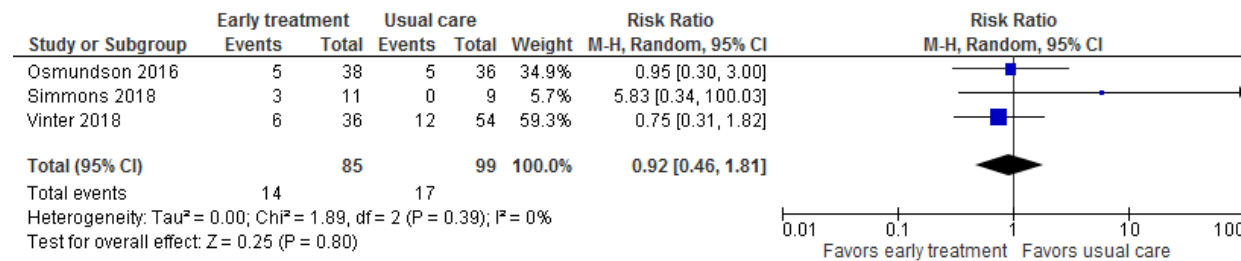 Early treatment Usual care Risk Ratio Risk Ratio
Study or Subgroup Events Total Events Total Weight M-H, Random, 95% CI M-H, Random, 95% CI
Osmundson 2016 5 38 5 36 34.9% 0.95 [0.30, 3.00]
Simmons 2018 3 11 0 9 5.7% 5.83 [0.34, 100.03]
Vinter 2018 6 36 12 54 59.3% 0.75 [0.31, 1.82]
Total (95% CI) 85 99 100.0% 0.92 [0.46, 1.81]
Total events 14 17
Heterogeneity: Tau² = 0.00; Chi² = 1.89, df = 2 (P = 0.39); I² = 0%
Test for overall effect: Z = 0.25 (P = 0.80)
0.01 0.1 1 10 100
Favors early treatment Favors usual care